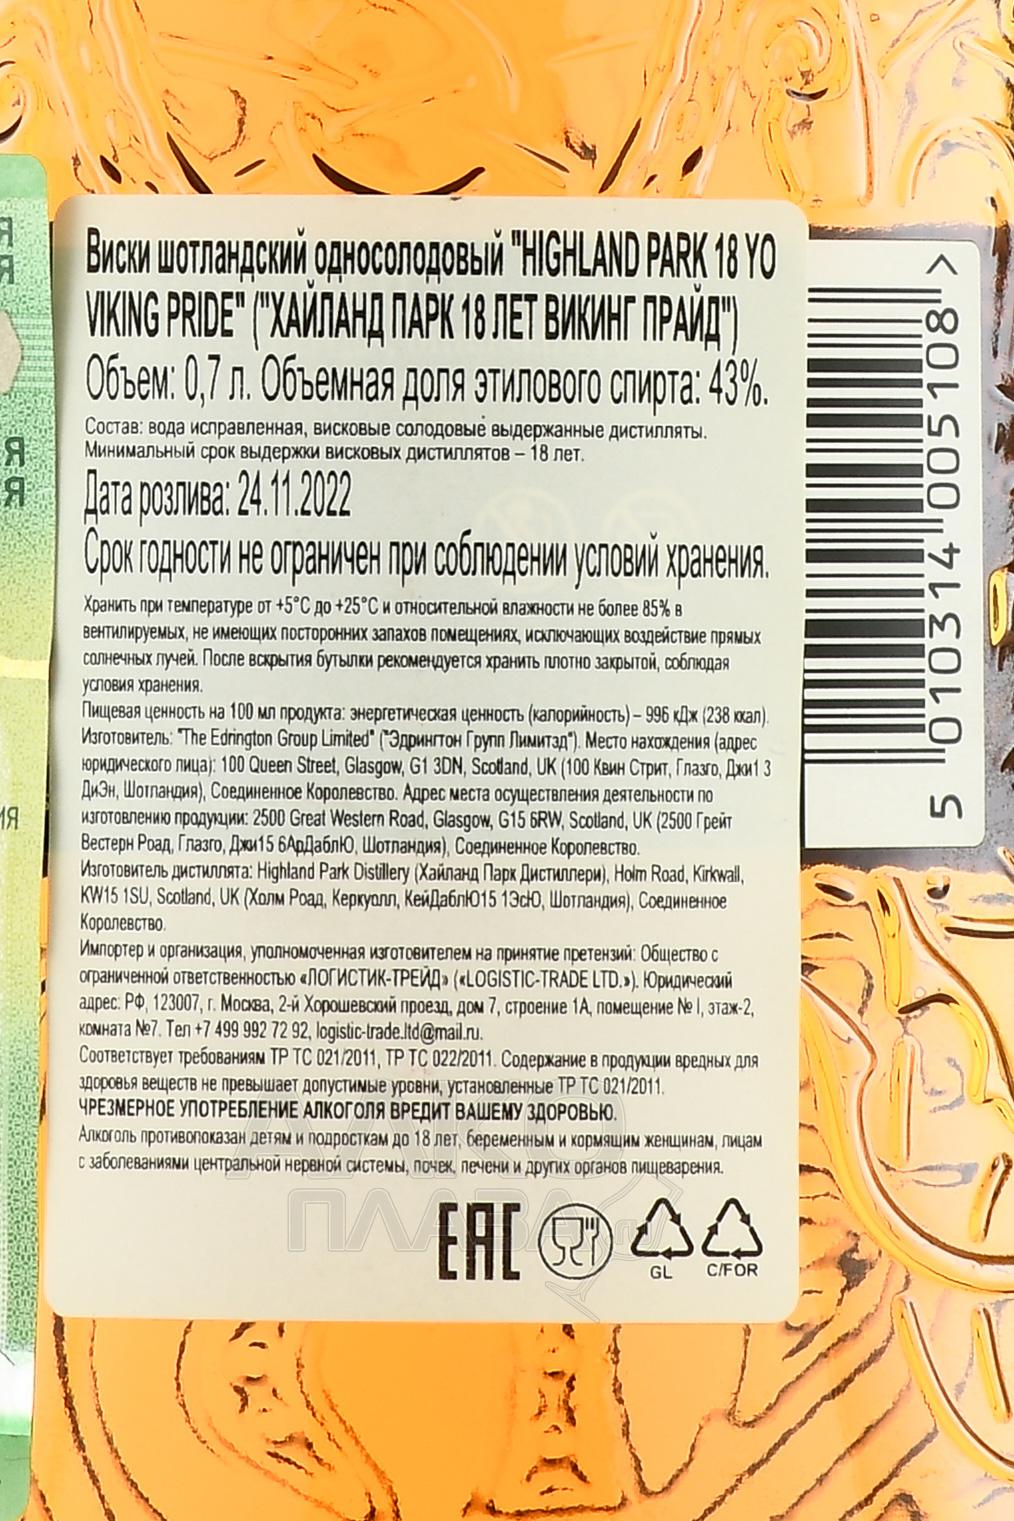 Виски шотландский односолодовый "HIGHLAND PARK 18 YO
VIKING PRIDE" ("ХАЙЛАНД ПАРК 18 ЛЕТ ВИКИНГ ПРАЙД")
Объем: 0,7 л. Объемная доля этилового спирта: 43%.
Состав: вода исправленная, висковые солодовые выдержанные дистилляты.
Минимальный срок выдержки висковых дистиллятов – 18 лет.
Дата розлива: 24.11.2022
Срок годности не ограничен при соблюдении условий хранения.
Хранить при температуре от +5°С до +25°С и относительной влажности не более 85% в
вентилируемых, не имеющих посторонних запахов помещениях, исключающих воздействие прямых
солнечных лучей. После вскрытия бутылки рекомендуется хранить плотно закрытой, соблюдая
условия хранения.
Пищевая ценность на 100 мл продукта: энергетическая ценность (калорийность) – 996 кДж (238 ккал).
Изготовитель: "The Edrington Group Limited" ("Эдрингтон Групп Лимитэд"). Место нахождения (адрес
юридического лица): 100 Queen Street, Glasgow, G1 3DN, Scotland, UK (100 Квин Стрит, Глазго, Джи1 3
ДиЭн, Шотландия), Соединенное Королевство. Адрес места осуществления деятельности по
изготовлению продукции: 2500 Great Western Road, Glasgow, G15 6RW, Scotland, UK (2500 Грейт
Вестерн Роад, Глазго, Джи15 6АрДаблЮ, Шотландия), Соединенное Королевство.
Изготовитель дистиллята: Highland Park Distillery (Хайланд Парк Дистиллери), Holm Road, Kirkwall,
KW15 1SU, Scotland, UK (Холм Роад, Керкуолл, КейДаблЮ15 1ЭсЮ, Шотландия), Соединенное
Королевство.
Импортер и организация, уполномоченная изготовителем на принятие претензий: Общество с
ограниченной ответственностью «ЛОГИСТИК-ТРЕЙД» («LOGISTIC-TRADE LTD.»). Юридический
адрес: РФ, 123007, г. Москва, 2-й Хорошевский проезд, дом 7, строение 1А, помещение № I, этаж-2,
комната №7. Тел +7 499 992 72 92, logistic-trade.ltd@mail.ru.
Соответствует требованиям ТР ТС 021/2011, ТР ТС 022/2011. Содержание в продукции вредных для
здоровья веществ не превышает допустимые уровни, установленные ТР ТС 021/2011.
ЧРЕЗМЕРНОЕ УПОТРЕБЛЕНИЕ АЛКОГОЛЯ ВРЕДИТ ВАШЕМУ ЗДОРОВЬЮ.
Алкоголь противопоказан детям и подросткам до 18 лет, беременным и кормящим женщинам, лицам
с заболеваниями центральной нервной системы, почек, печени и других органов пищеварения.
АЛКО
ПЛАЗА
EAC
GL
C/FOR
5 010314 005108 >